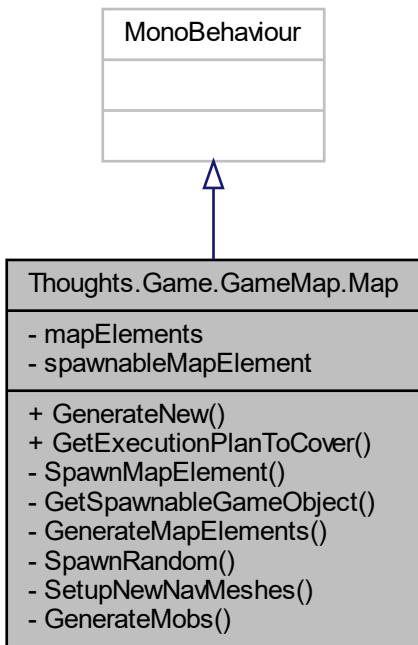 MonoBehaviour
Thoughts.Game.GameMap.Map
- mapElements
- spawnableMapElement
+ GenerateNew()
+ GetExecutionPlanToCover()
- SpawnMapElement()
- GetSpawnableGameObject()
- GenerateMapElements()
- SpawnRandom()
- SetupNewNavMeshes()
- GenerateMobs()